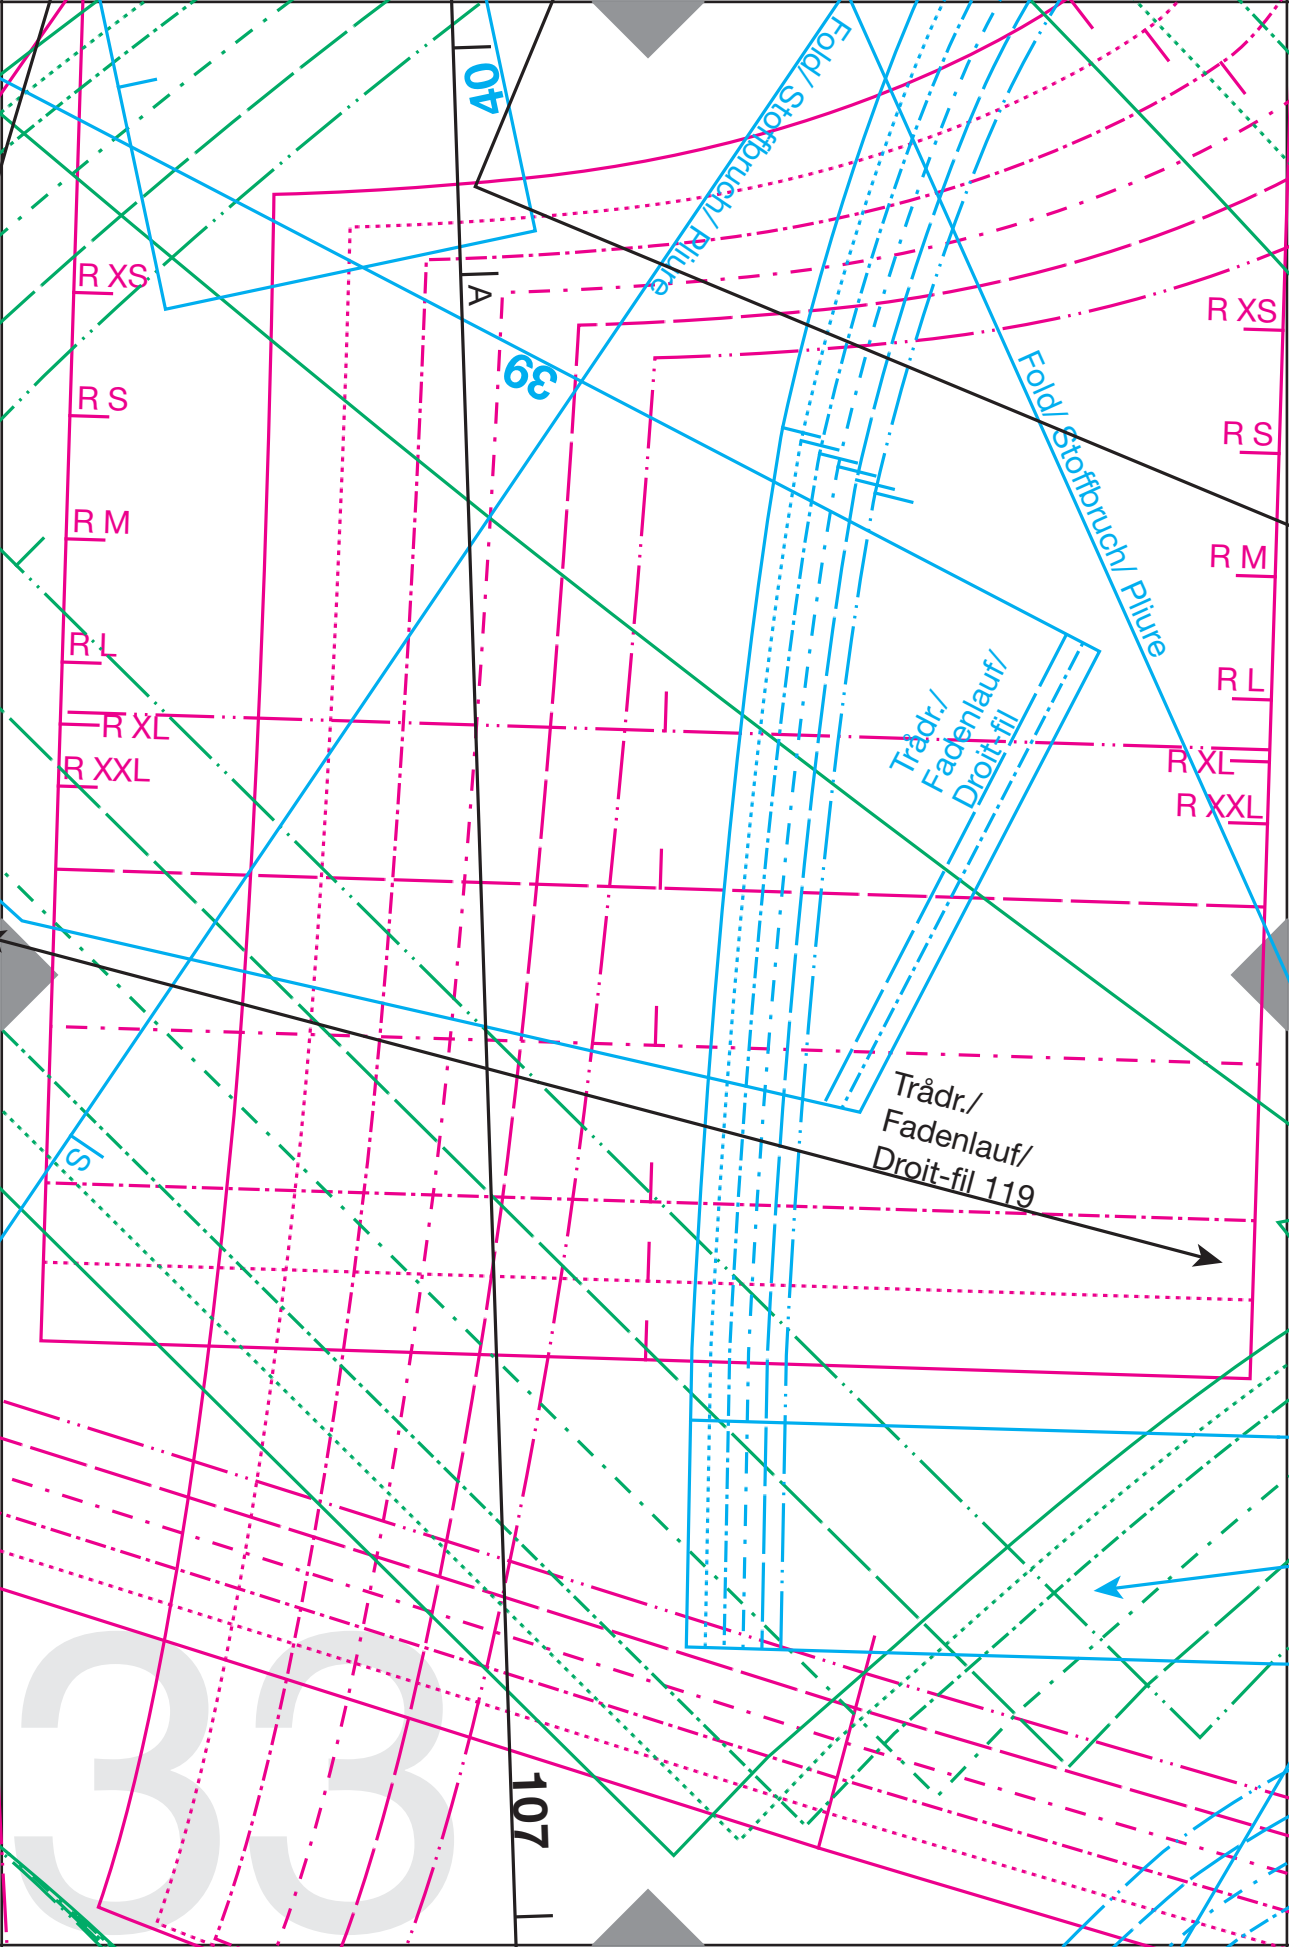 40
Fold/ Stoffbruch/ Pliure
A
R XS
R XS
39
Fold/ Stoffbruch/ Pliure
R S
R S
R M
R M
R L
R L
Trådr./
Fadenlauf/
Droit-fil
R XL
R XL
R XXL
R XXL
Trådr./
Fadenlauf/
Droit-fil 119
S
33
107